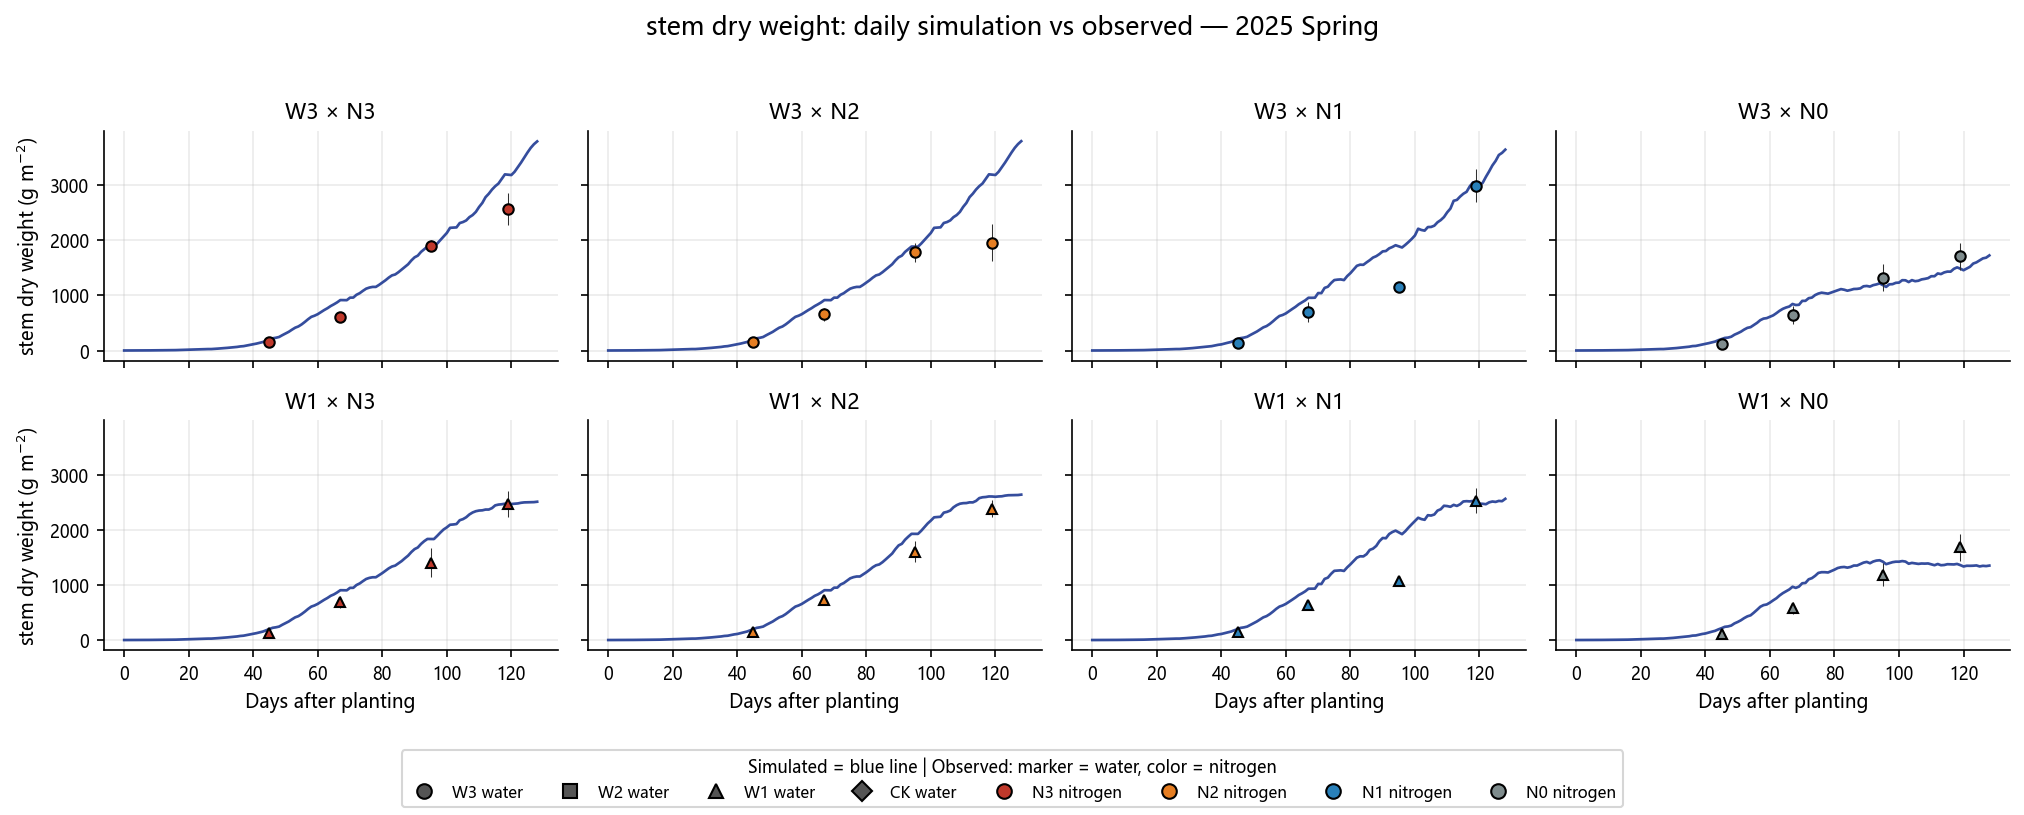 stem dry weight: daily simulation vs observed — 2025 Spring
W3 × N3
W3 × N2
W3 × N1
W3 × N0
stem dry weight (g m⁻²)
3000
2000
1000
0
W1 × N3
W1 × N2
W1 × N1
W1 × N0
stem dry weight (g m⁻²)
3000
2000
1000
0
0 20 40 60 80 100 120
0 20 40 60 80 100 120
0 20 40 60 80 100 120
0 20 40 60 80 100 120
Days after planting
Days after planting
Days after planting
Days after planting
Simulated = blue line | Observed: marker = water, color = nitrogen
W3 water W2 water W1 water CK water N3 nitrogen N2 nitrogen N1 nitrogen N0 nitrogen